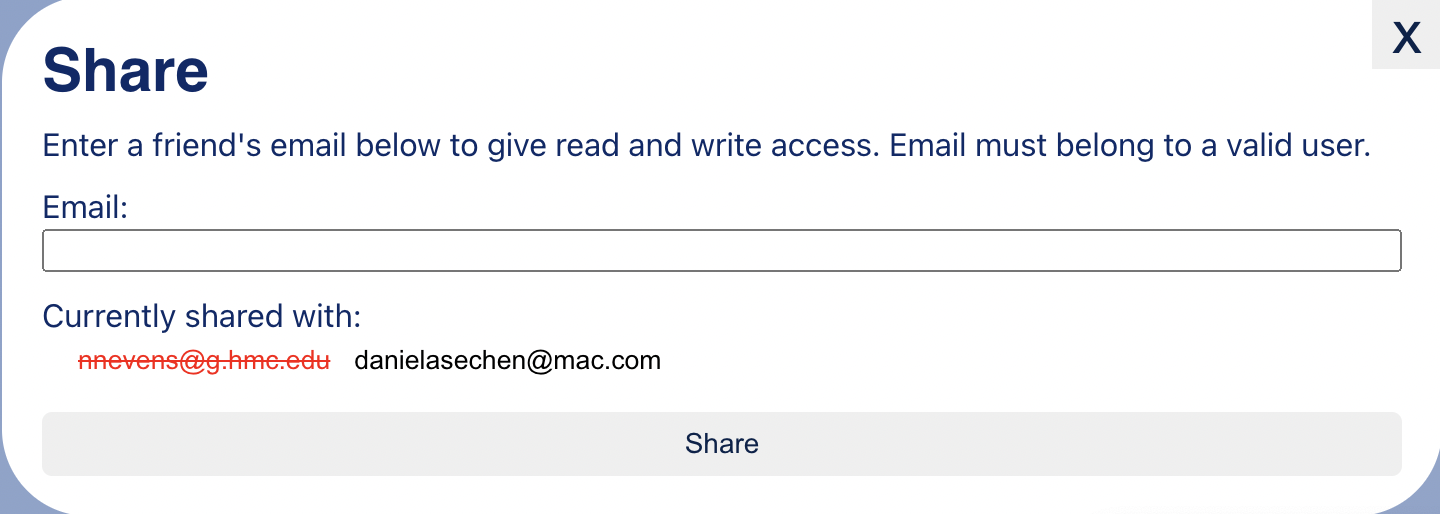 X
Share
Enter a friend's email below to give read and write access. Email must belong to a valid user.
Email:
Currently shared with:
nnevens@g.hmc.edu danielasechen@mac.com
Share